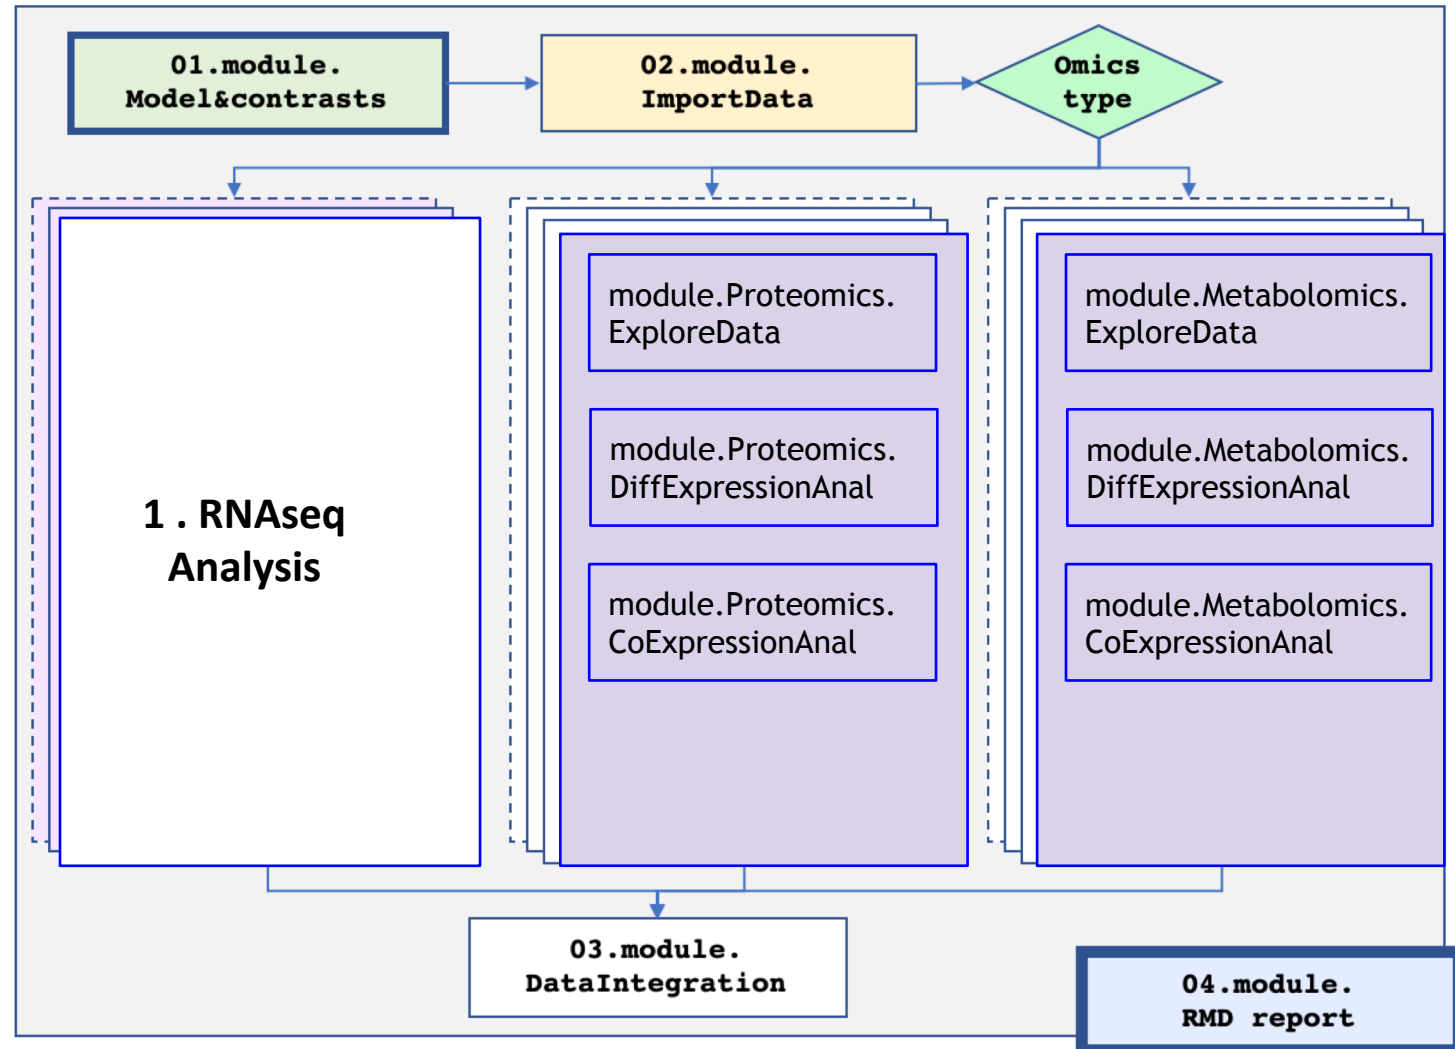 01.module.
Model&contrasts
02.module.
ImportData
Omics
type
1 . RNAseq
Analysis
module.Proteomics.
ExploreData
module.Proteomics.
DiffExpressionAnal
module.Proteomics.
CoExpressionAnal
module.Metabolomics.
ExploreData
module.Metabolomics.
DiffExpressionAnal
module.Metabolomics.
CoExpressionAnal
03.module.
DataIntegration
04.module.
RMD report